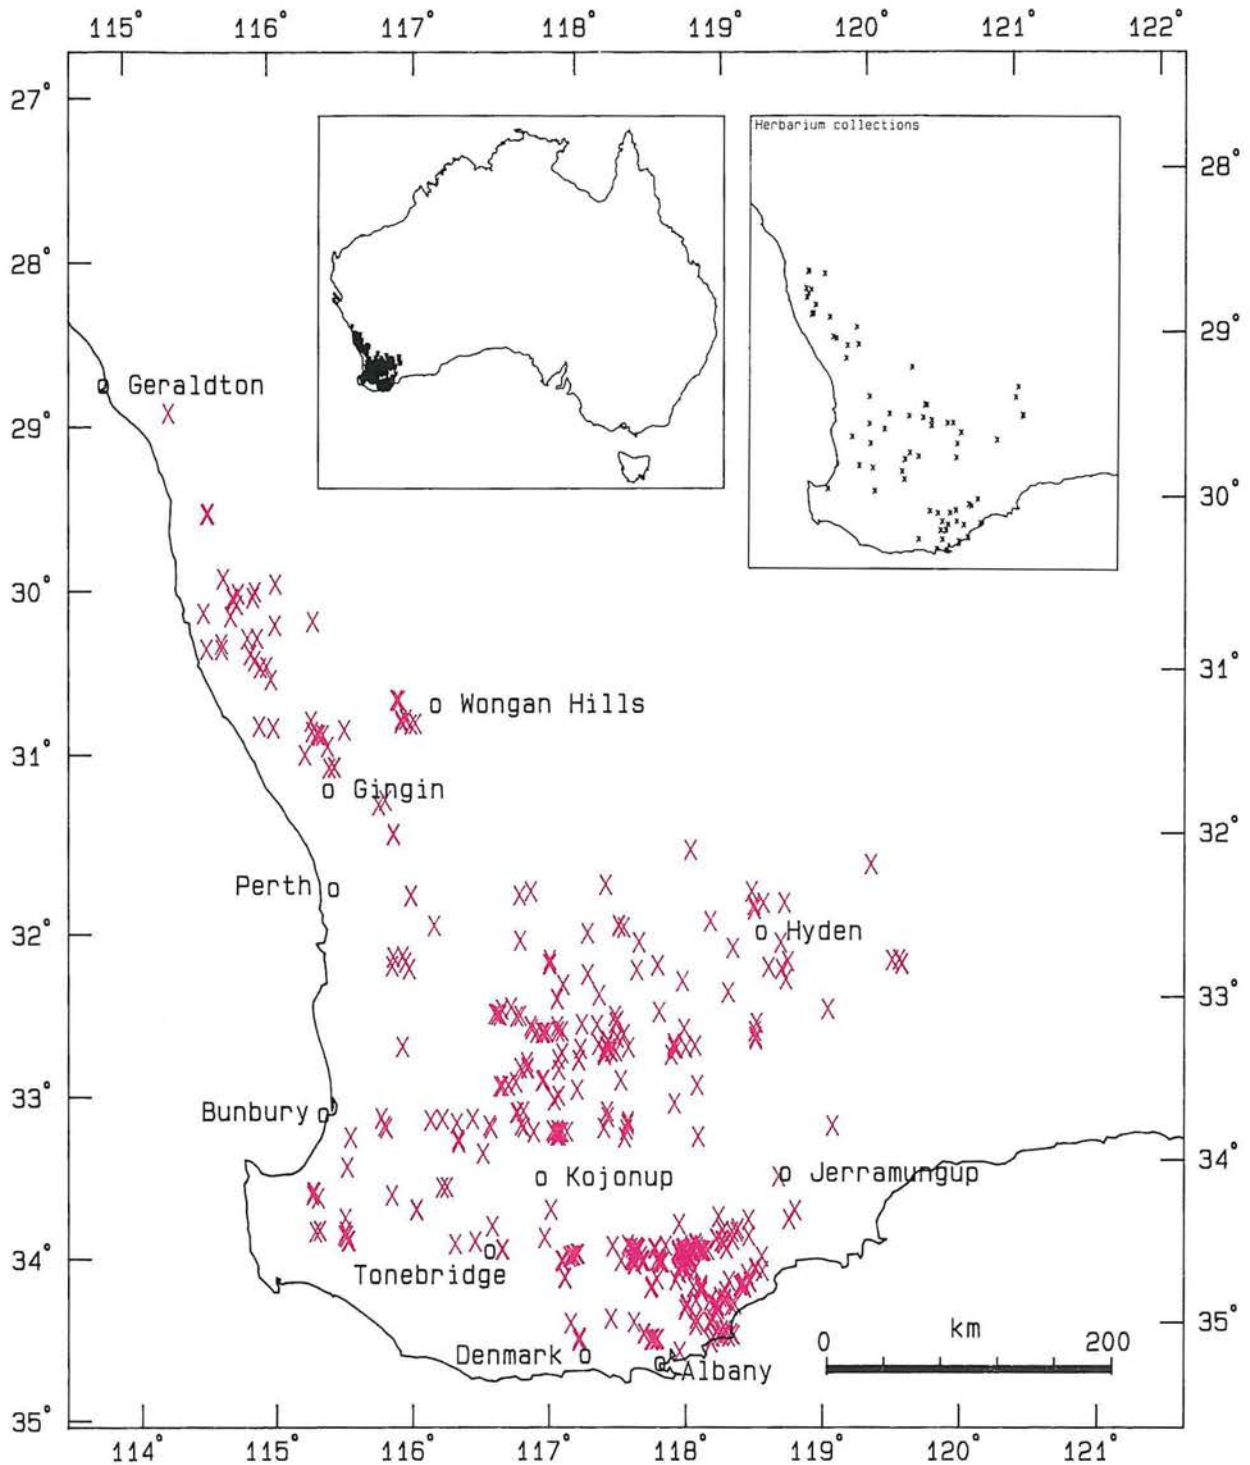 115° 116° 117° 118° 119° 120° 121° 122°
27°
Herbarium collections
28°
28°
29°
Geraldton
29°
30°
30°
31°
Wongan Hills
31°
Gingin
32°
Perth
32°
Hyden
33°
33°
Bunbury
34°
Kojonup
Jerramungup
34°
Tonebridge
35°
0 km 200
Denmark
Albany
35°
114° 115° 116° 117° 118° 119° 120° 121°